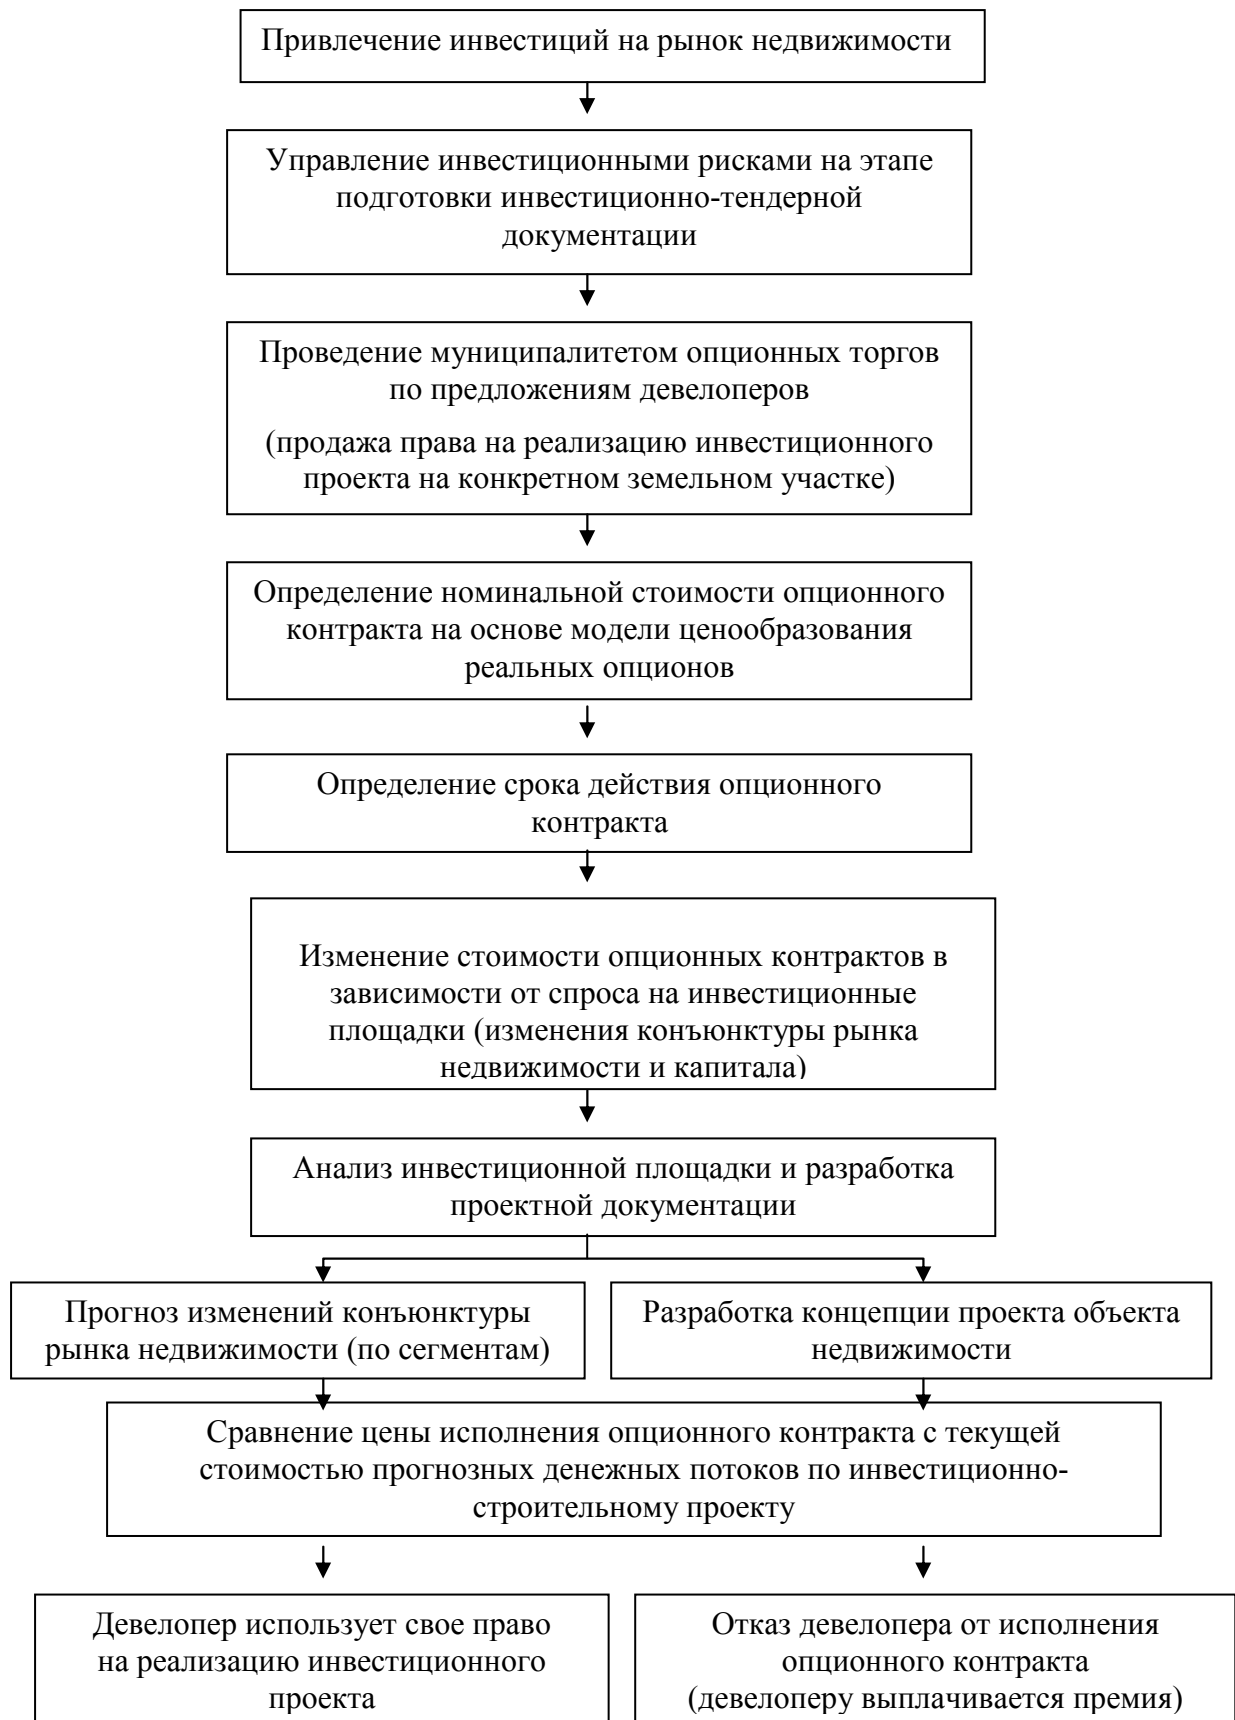 Привлечение инвестиций на рынок недвижимости
Управление инвестиционными рисками на этапе
подготовки инвестиционно-тендерной
документации
Проведение муниципалитетом опционных торгов
по предложениям девелоперов
(продажа права на реализацию инвестиционного
проекта на конкретном земельном участке)
Определение номинальной стоимости опционного
контракта на основе модели ценообразования
реальных опционов
Определение срока действия опционного
контракта
Изменение стоимости опционных контрактов в
зависимости от спроса на инвестиционные
площадки (изменения конъюнктуры рынка
недвижимости и капитала)
Анализ инвестиционной площадки и разработка
проектной документации
Прогноз изменений конъюнктуры
рынка недвижимости (по сегментам)
Разработка концепции проекта объекта
недвижимости
Сравнение цены исполнения опционного контракта с текущей
стоимостью прогнозных денежных потоков по инвестиционно-
строительному проекту
Девелопер использует свое право
на реализацию инвестиционного
проекта
Отказ девелопера от исполнения
опционного контракта
(девелоперу выплачивается премия)